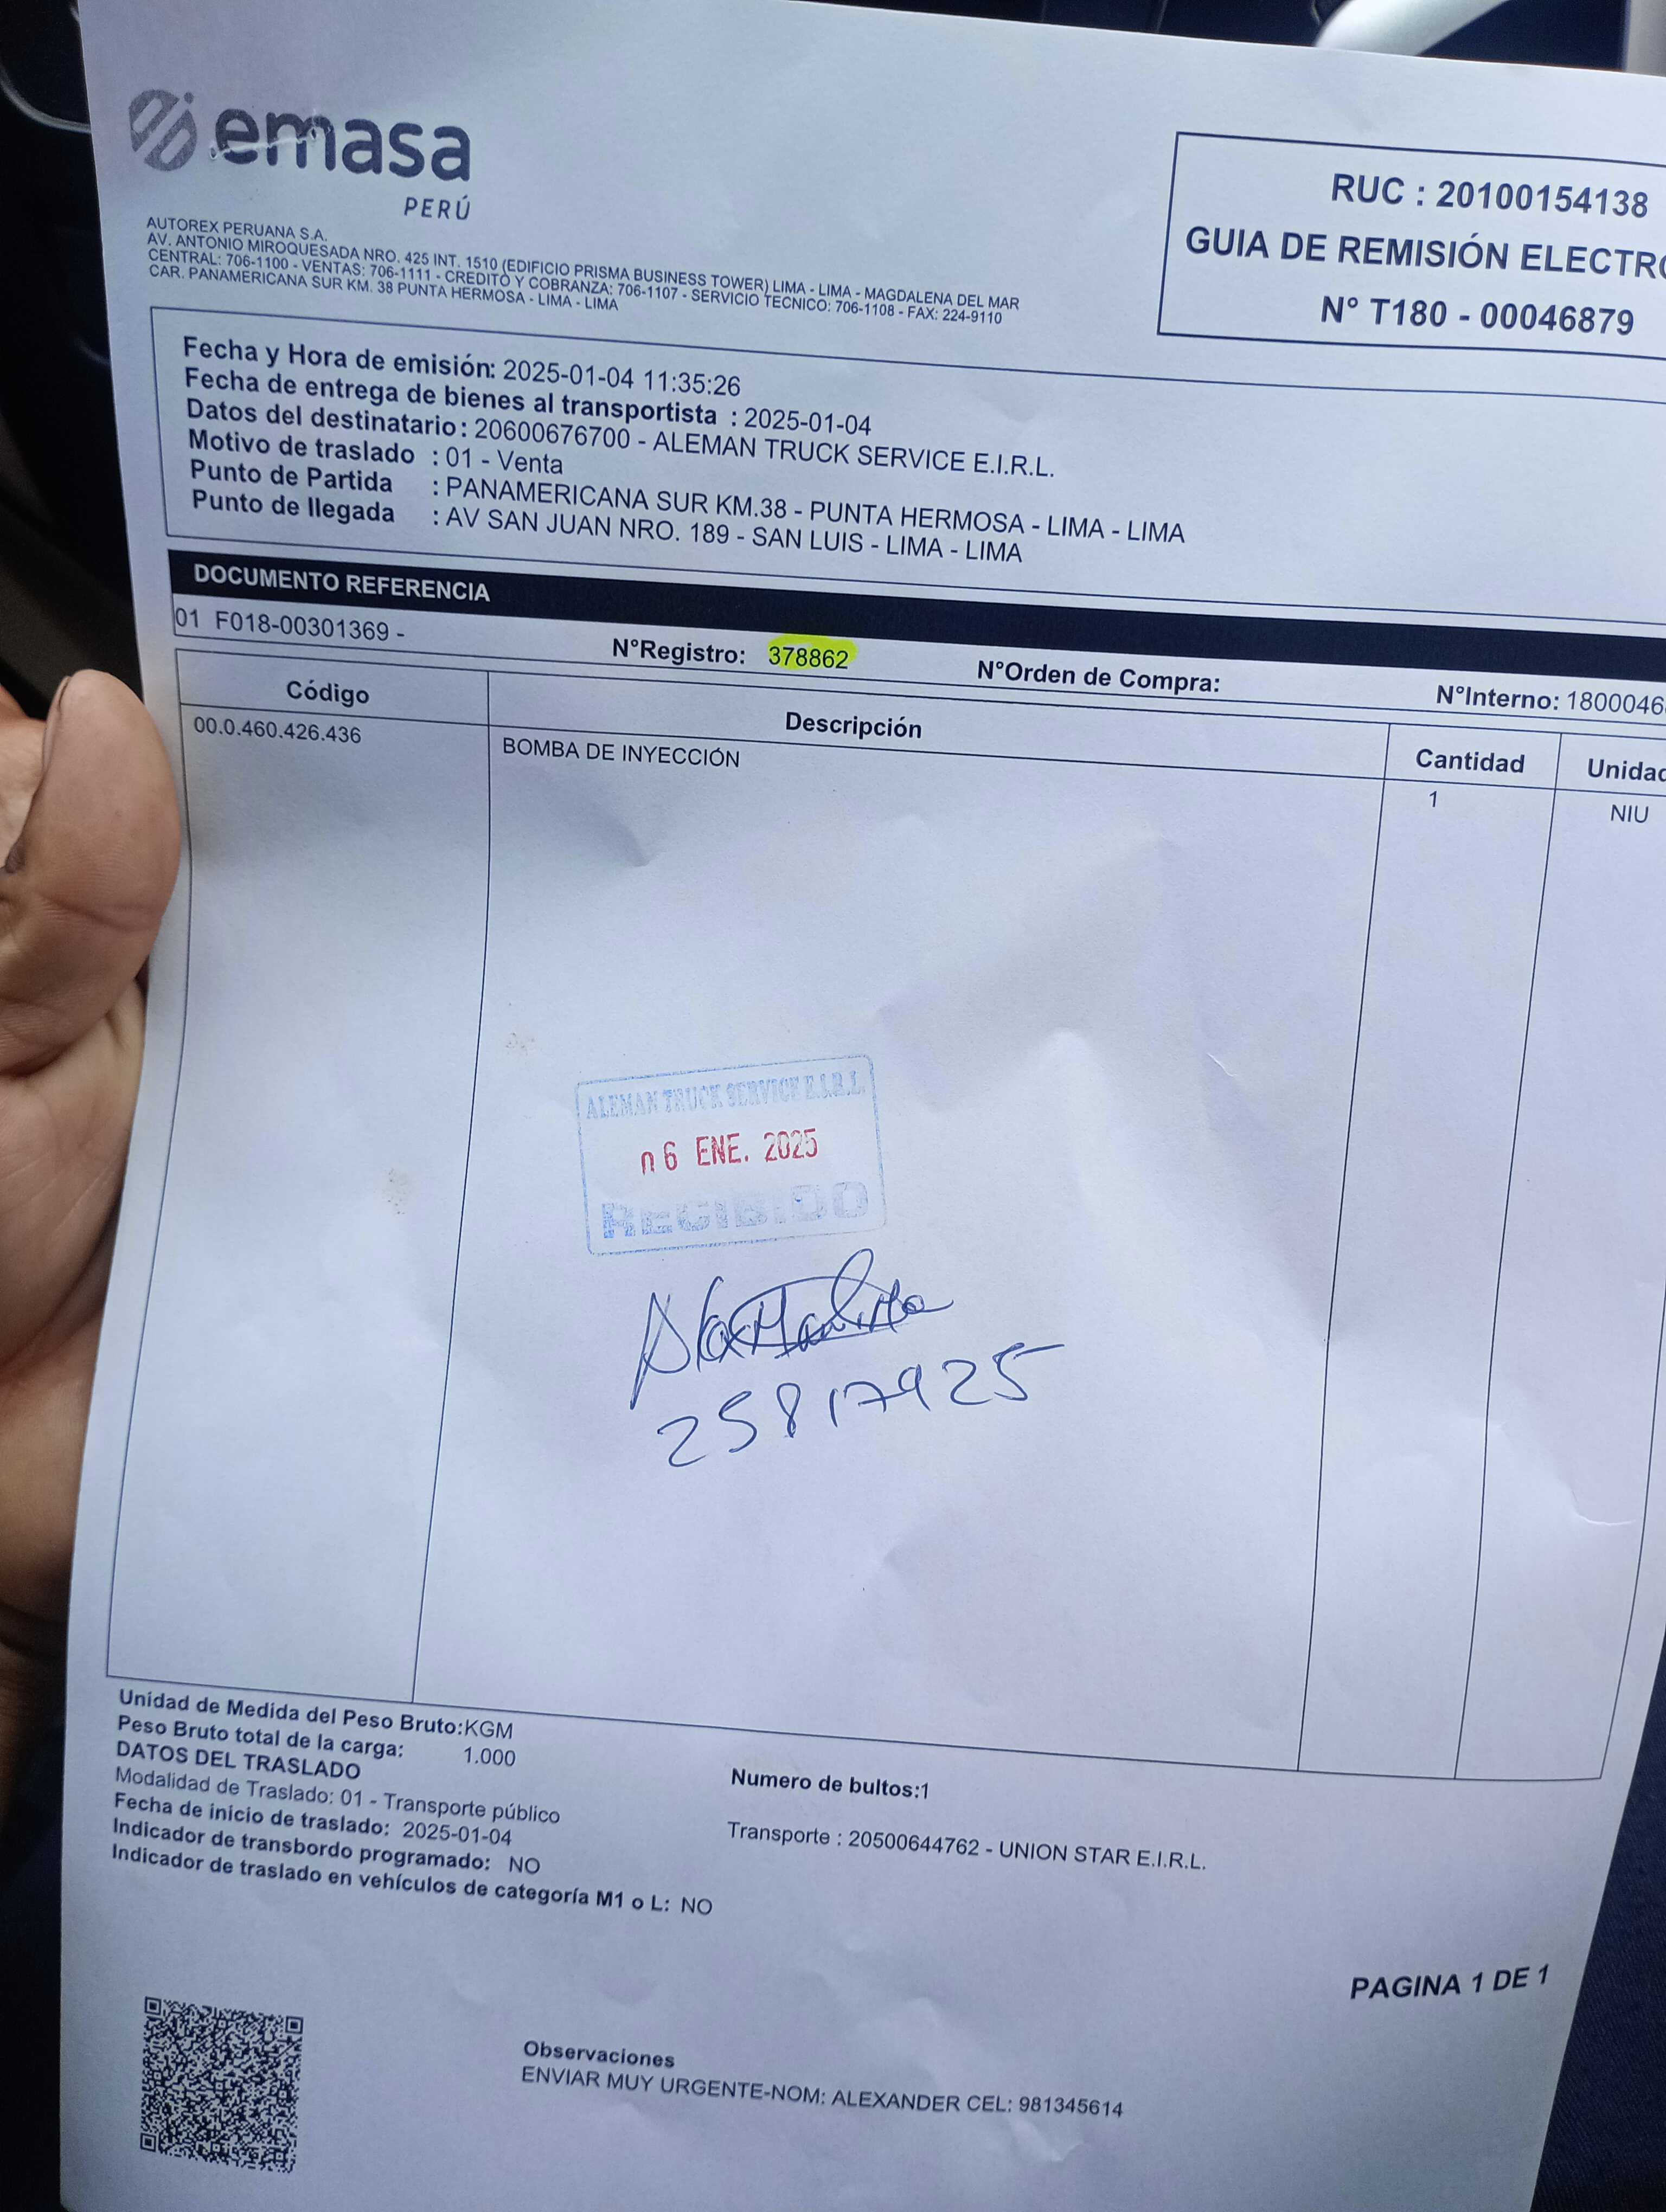 emasa
PERÚ
AUTOREX PERUANA S.A.
AV. ANTONIO MIROQUESADA NRO. 425 INT. 1510 (EDIFICIO PRISMA BUSINESS TOWER) LIMA - LIMA - MAGDALENA DEL MAR
CENTRAL: 706-1100 - VENTAS: 706-1111 - CREDITO Y COBRANZA: 706-1107 - SERVICIO TECNICO: 706-1108 - FAX: 224-9110
CAR. PANAMERICANA SUR KM. 38 PUNTA HERMOSA - LIMA - LIMA
RUC : 20100154138
GUIA DE REMISIÓN ELECTRO
N° T180 - 00046879
Fecha y Hora de emisión: 2025-01-04 11:35:26
Fecha de entrega de bienes al transportista : 2025-01-04
Datos del destinatario: 20600676700 - ALEMAN TRUCK SERVICE E.I.R.L.
Motivo de traslado : 01 - Venta
Punto de Partida : PANAMERICANA SUR KM.38 - PUNTA HERMOSA - LIMA - LIMA
Punto de llegada : AV SAN JUAN NRO. 189 - SAN LUIS - LIMA - LIMA
DOCUMENTO REFERENCIA
01 F018-00301369 - N°Registro: 378862 N°Orden de Compra: N°Interno: 1800046
Código Descripción Cantidad Unidad
00.0.460.426.436 BOMBA DE INYECCIÓN 1 NIU
ALEMAN TRUCK SERVICE E.I.R.L.
06 ENE. 2025
RECIBIDO
25817925
Unidad de Medida del Peso Bruto:KGM
Peso Bruto total de la carga: 1.000
DATOS DEL TRASLADO
Numero de bultos:1
Modalidad de Traslado: 01 - Transporte público
Fecha de inicio de traslado: 2025-01-04
Transporte : 20500644762 - UNION STAR E.I.R.L.
Indicador de transbordo programado: NO
Indicador de traslado en vehículos de categoría M1 o L: NO
PAGINA 1 DE 1
Observaciones
ENVIAR MUY URGENTE-NOM: ALEXANDER CEL: 981345614